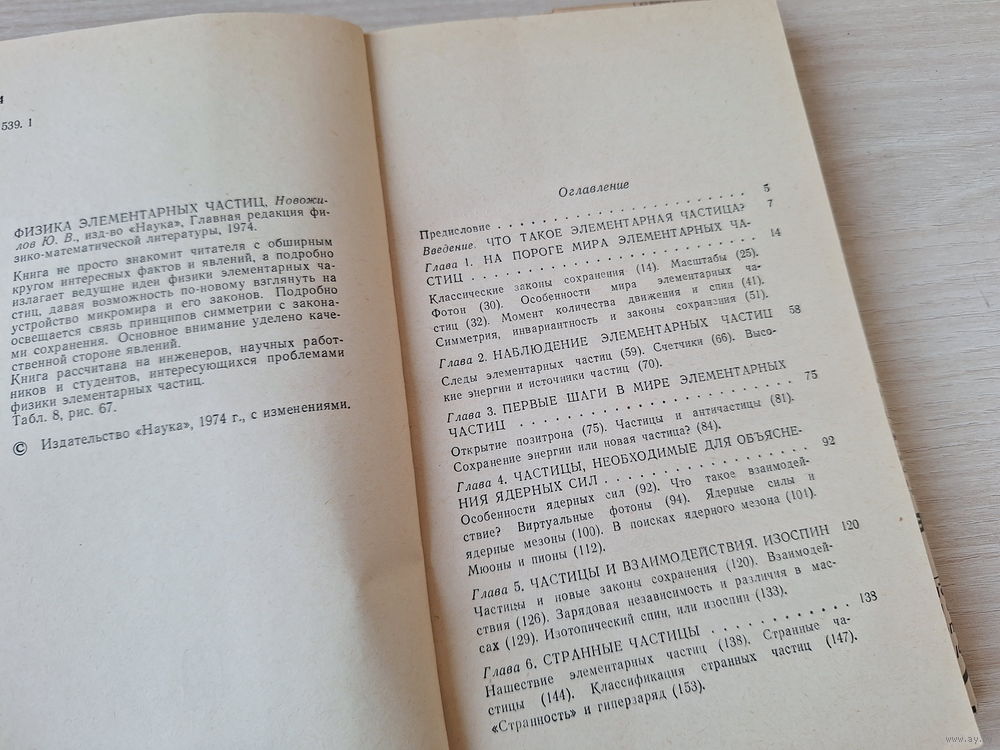 4
539. 1
ФИЗИКА ЭЛЕМЕНТАРНЫХ ЧАСТИЦ, Новожи-
лов Ю. В., изд-во «Наука», Главная редакция фи-
зико-математической литературы, 1974.
Книга не просто знакомит читателя с обширным
кругом интересных фактов и явлений, а подробно
излагает ведущие идеи физики элементарных ча-
стиц, давая возможность по-новому взглянуть на
устройство микромира и его законов. Подробно
освещается связь принципов симметрии с закона-
ми сохранения. Основное внимание уделено каче-
ственной стороне явлений.
Книга рассчитана на инженеров, научных работ-
ников и студентов, интересующихся проблемами
физики элементарных частиц.
Табл. 8, рис. 67.
© Издательство «Наука», 1974 г., с изменениями.
Оглавление
Предисловие . . . . . . . . . . . . . . . . . . 5
Введение. ЧТО ТАКОЕ ЭЛЕМЕНТАРНАЯ ЧАСТИЦА? 7
Глава 1. НА ПОРОГЕ МИРА ЭЛЕМЕНТАРНЫХ ЧА-
СТИЦ . . . . . . . . . . . . . . . . . . 14
Классические законы сохранения (14). Масштабы (25).
Фотон (30). Особенности мира элементарных ча-
стиц (32). Момент количества движения и спин (41).
Симметрия, инвариантность и законы сохранения (51).
Глава 2. НАБЛЮДЕНИЕ ЭЛЕМЕНТАРНЫХ ЧАСТИЦ 58
Следы элементарных частиц (59). Счетчики (66). Высо-
кие энергии и источники частиц (70).
Глава 3. ПЕРВЫЕ ШАГИ В МИРЕ ЭЛЕМЕНТАРНЫХ
ЧАСТИЦ . . . . . . . . . . . . . . . . . 75
Открытие позитрона (75). Частицы и античастицы (81).
Сохранение энергии или новая частица? (84).
Глава 4. ЧАСТИЦЫ, НЕОБХОДИМЫЕ ДЛЯ ОБЪЯСНЕ-
НИЯ ЯДЕРНЫХ СИЛ . . . . . . . . . . . . 92
Особенности ядерных сил (92). Что такое взаимодей-
ствие? Виртуальные фотоны (94). Ядерные силы и
ядерные мезоны (100). В поисках ядерного мезона (101).
Мюоны и пионы (112).
Глава 5. ЧАСТИЦЫ И ВЗАИМОДЕЙСТВИЯ. ИЗОСПИН 120
Частицы и новые законы сохранения (120). Взаимодей-
ствия (126). Зарядовая независимость и различия в мас-
сах (129). Изотопический спин, или изоспин (133).
Глава 6. СТРАННЫЕ ЧАСТИЦЫ . . . . . . . . . . . 138
Нашествие элементарных частиц (138). Странные ча-
стицы (144). Классификация странных частиц (147).
«Странность» и гиперзаряд (153).